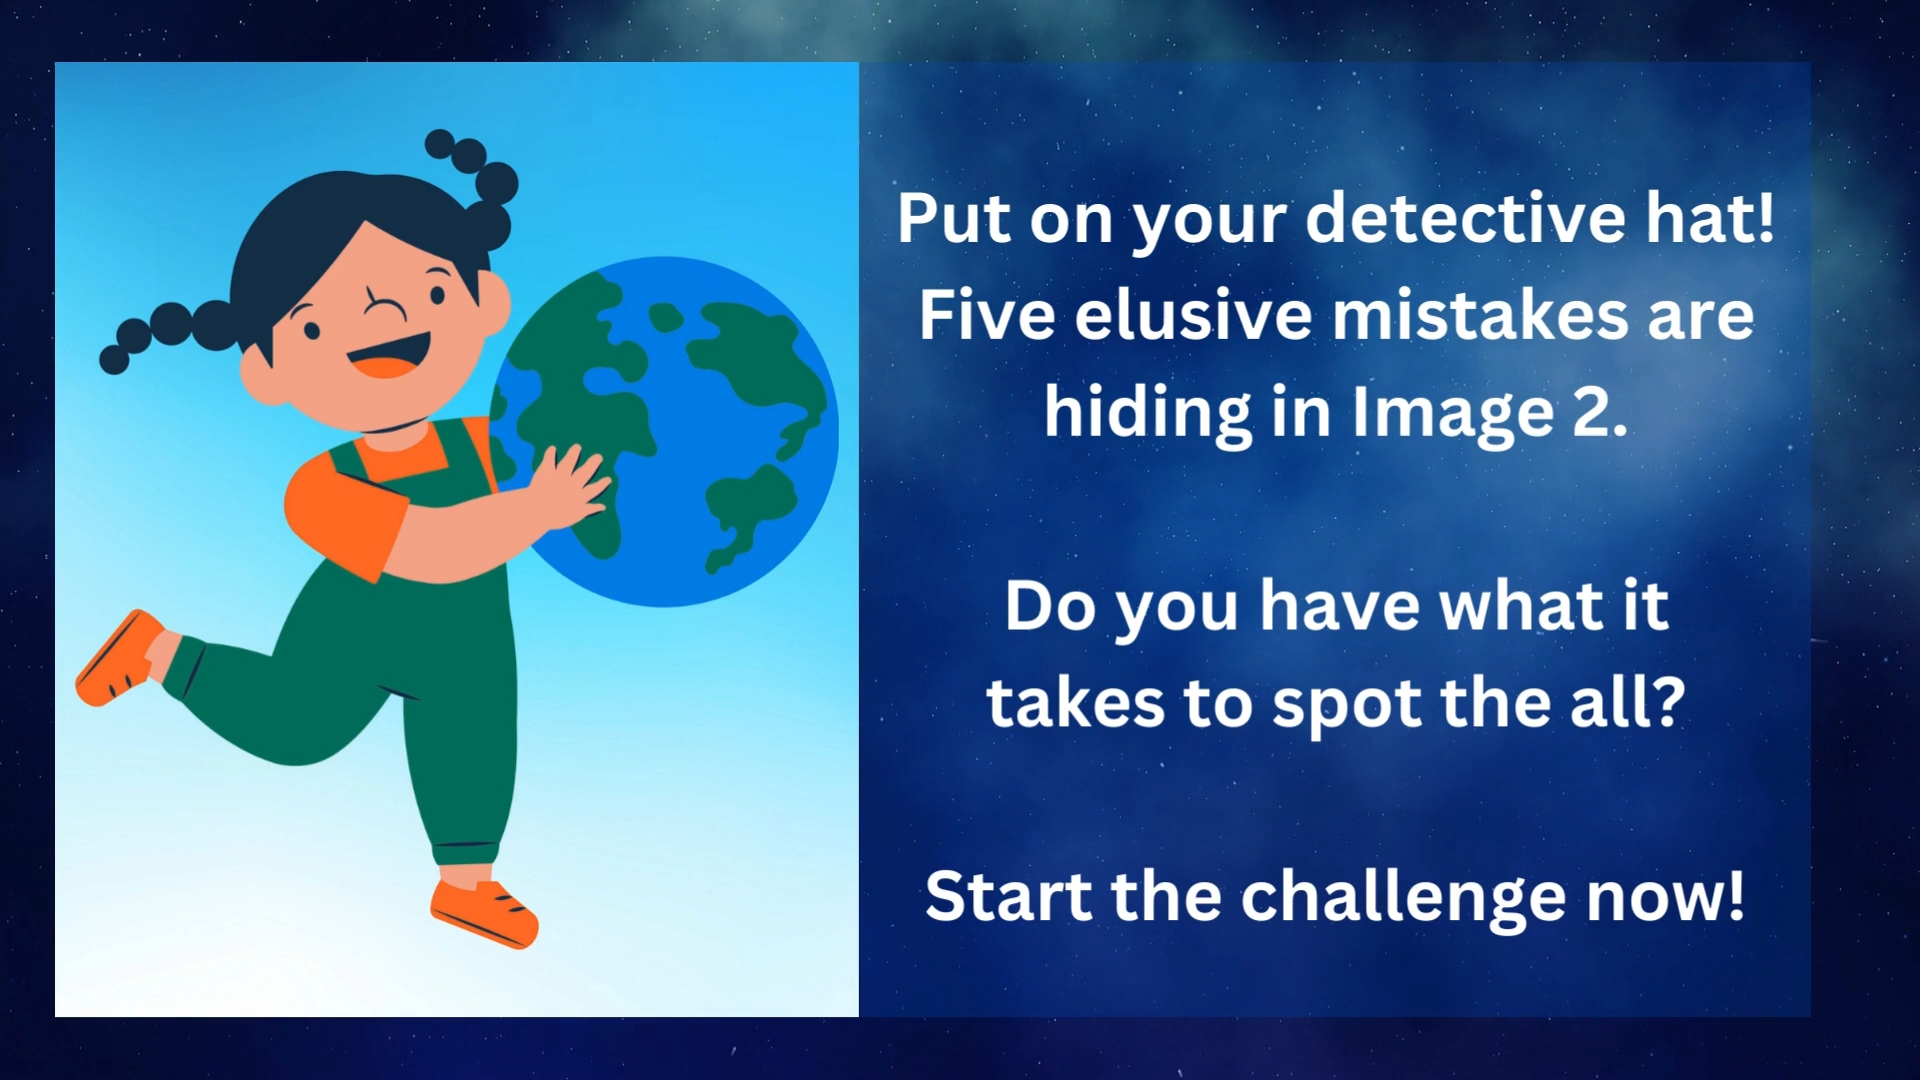 Put on your detective hat!
Five elusive mistakes are
hiding in Image 2.
Do you have what it
takes to spot the all?
Start the challenge now!